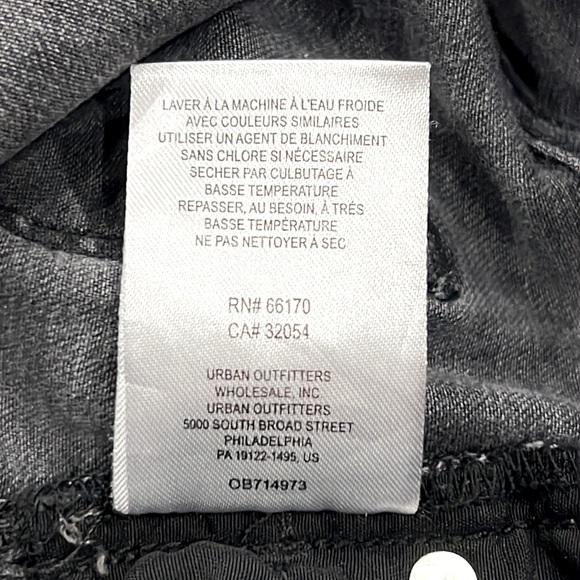 LAVER À LA MACHINE À L'EAU FROIDE
AVEC COULEURS SIMILAIRES
UTILISER UN AGENT DE BLANCHIMENT
SANS CHLORE SI NÉCESSAIRE
SECHER PAR CULBUTAGE À
BASSE TEMPERATURE
REPASSER, AU BESOIN, À TRÉS
BASSE TEMPÉRATURE
NE PAS NETTOYER À SEC
RN# 66170
CA# 32054
URBAN OUTFITTERS
WHOLESALE, INC
URBAN OUTFITTERS
5000 SOUTH BROAD STREET
PHILADELPHIA
PA 19122-1495, US
OB714973